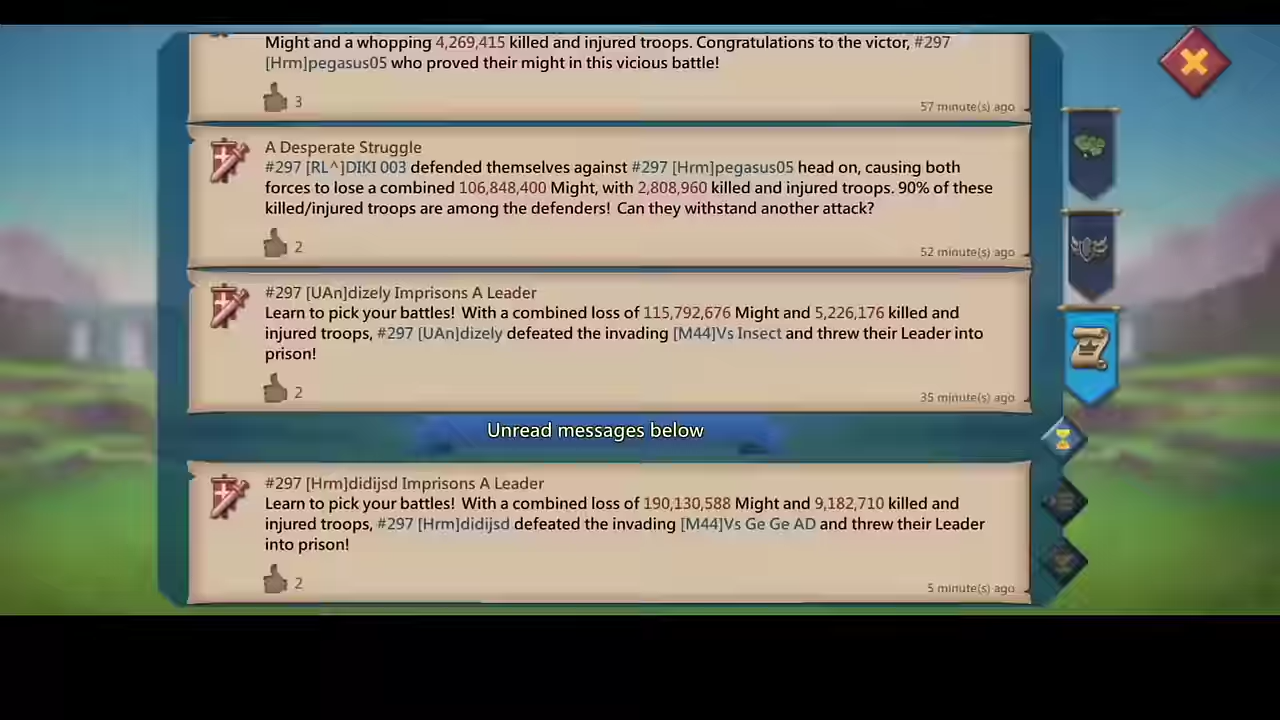 Might and a whopping 4,269,415 killed and injured troops. Congratulations to the victor, #297
[Hrm]pegasus05 who proved their might in this vicious battle!
3
57 minute(s) ago
A Desperate Struggle
#297 [RL^]DIKI 003 defended themselves against #297 [Hrm]pegasus05 head on, causing both
forces to lose a combined 106,848,400 Might, with 2,808,960 killed and injured troops. 90% of these
killed/injured troops are among the defenders! Can they withstand another attack?
2
52 minute(s) ago
#297 [UAn]dizely Imprisons A Leader
Learn to pick your battles! With a combined loss of 115,792,676 Might and 5,226,176 killed and
injured troops, #297 [UAn]dizely defeated the invading [M44]Vs Insect and threw their Leader into
prison!
2
35 minute(s) ago
Unread messages below
#297 [Hrm]didijsd Imprisons A Leader
Learn to pick your battles! With a combined loss of 190,130,588 Might and 9,182,710 killed and
injured troops, #297 [Hrm]didijsd defeated the invading [M44]Vs Ge Ge AD and threw their Leader
into prison!
2
5 minute(s) ago